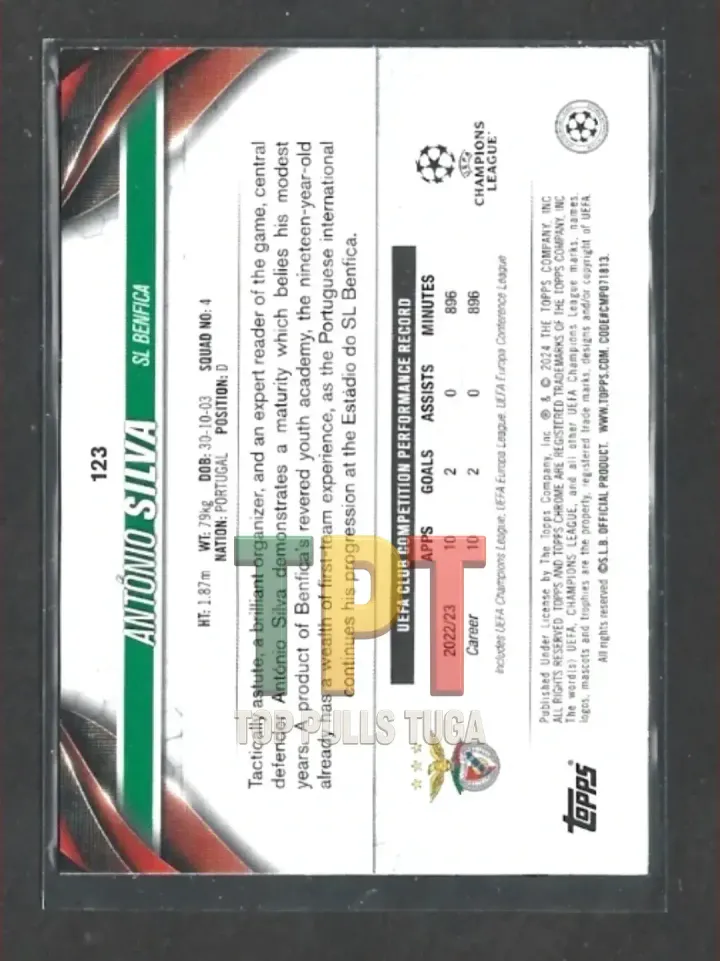 123
ANTÓNIO SILVA SL BENFICA
HT: 1.87m WT: 79kg DOB: 30-10-03 SQUAD NO: 4
NATION: PORTUGAL POSITION: D
Tactically astute, a brilliant organizer, and an expert reader of the game, central
defender António Silva demonstrates a maturity which belies his modest
years. A product of Benfica's revered youth academy, the nineteen-year-old
already has a wealth of first-team experience, as the Portuguese international
continues his progression at the Estádio do SL Benfica.
UEFA CLUB COMPETITION PERFORMANCE RECORD
APPS GOALS ASSISTS MINUTES
2022/23 10 2 0 896
Career 10 2 0 896
Includes UEFA Champions League, UEFA Europa League, UEFA Europa Conference League
UEFA
CHAMPIONS
LEAGUE
Published Under License by The Topps Company, Inc. ® & © 2024 THE TOPPS COMPANY, INC
ALL RIGHTS RESERVED TOPPS AND TOPPS CHROME ARE REGISTERED TRADEMARKS OF THE TOPPS COMPANY, INC
The word(s) UEFA, CHAMPIONS LEAGUE, and all other UEFA Champions League marks, names,
logos, mascots and trophies are the property, registered trade marks, designs and/or copyright of UEFA.
All rights reserved ©S.L.B. OFFICIAL PRODUCT. WWW.TOPPS.COM. CODE#CMP071813.
topps
TPT
TOP PULLS TUGA